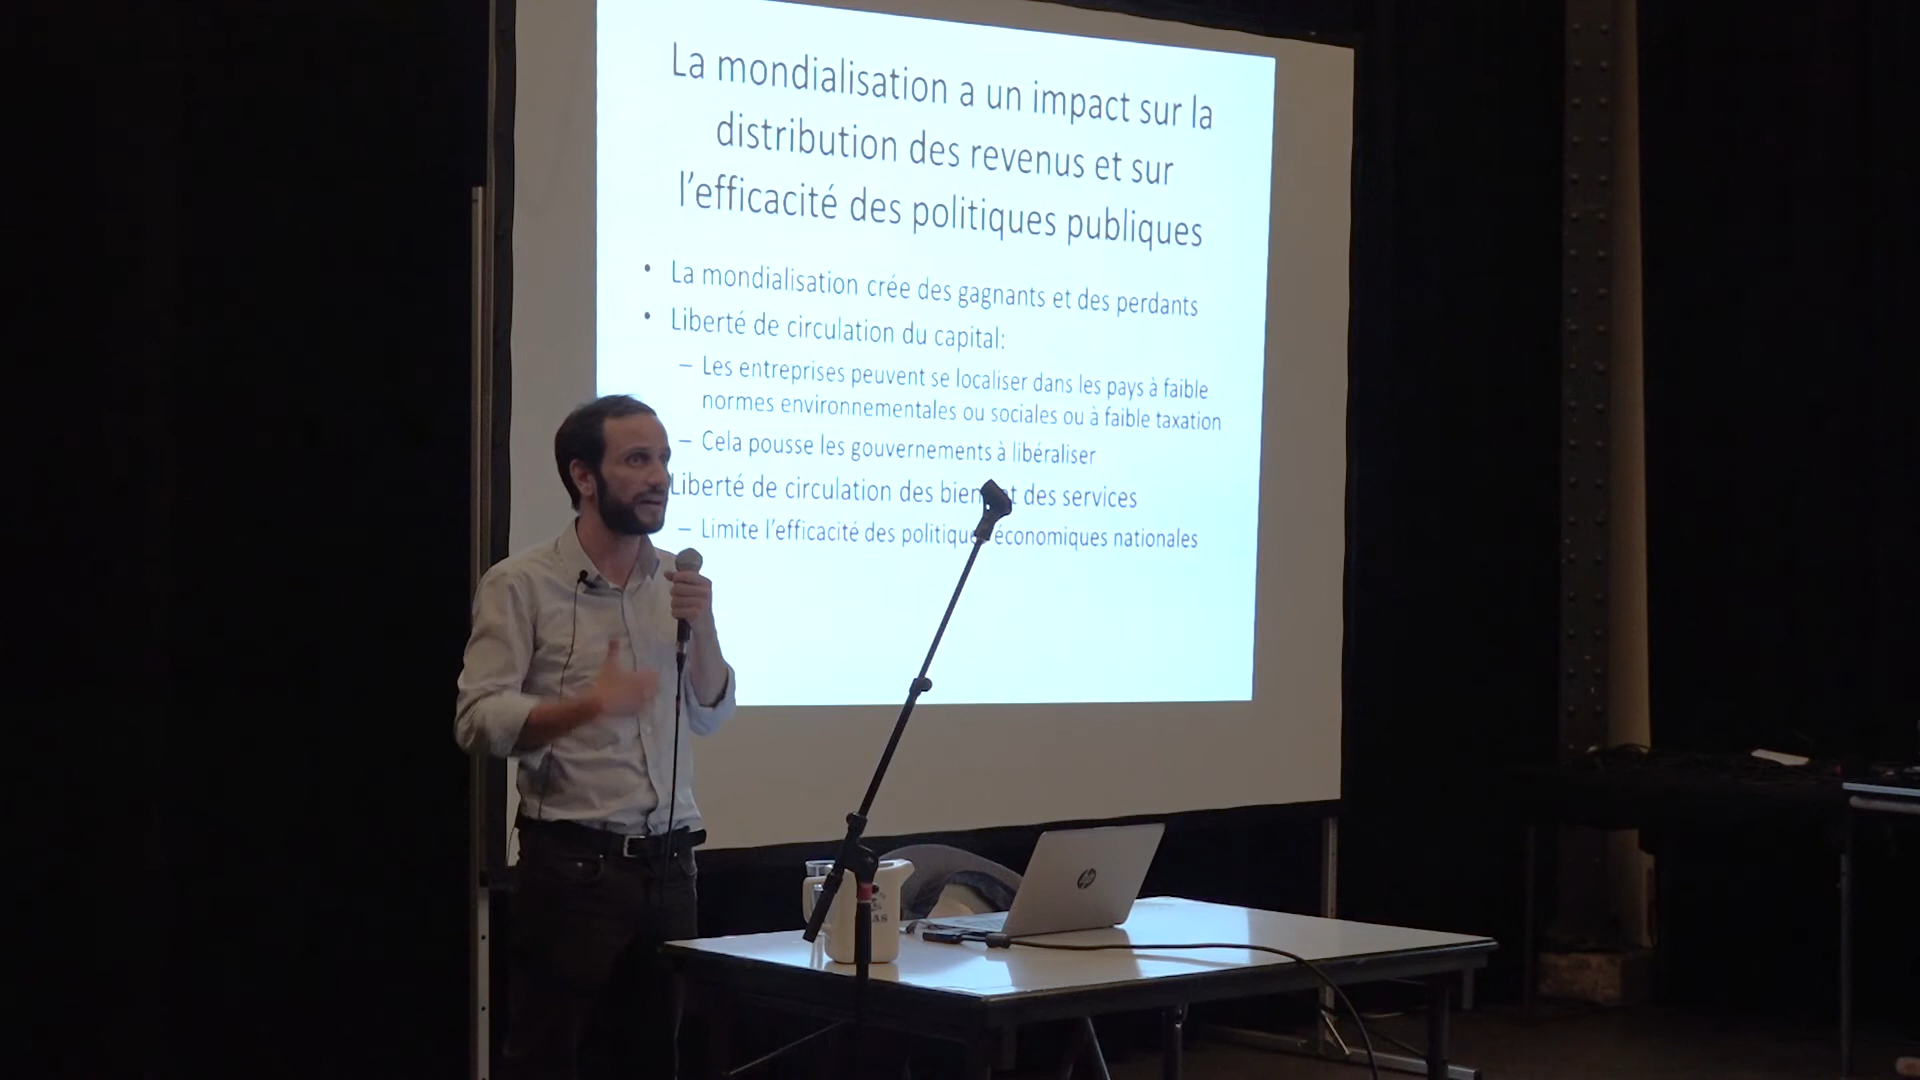 La mondialisation a un impact sur la
distribution des revenus et sur
l'efficacité des politiques publiques
• La mondialisation crée des gagnants et des perdants
• Liberté de circulation du capital:
– Les entreprises peuvent se localiser dans les pays à faible
normes environnementales ou sociales ou à faible taxation
– Cela pousse les gouvernements à libéraliser
Liberté de circulation des bien et des services
– Limite l'efficacité des politique économiques nationales
hp